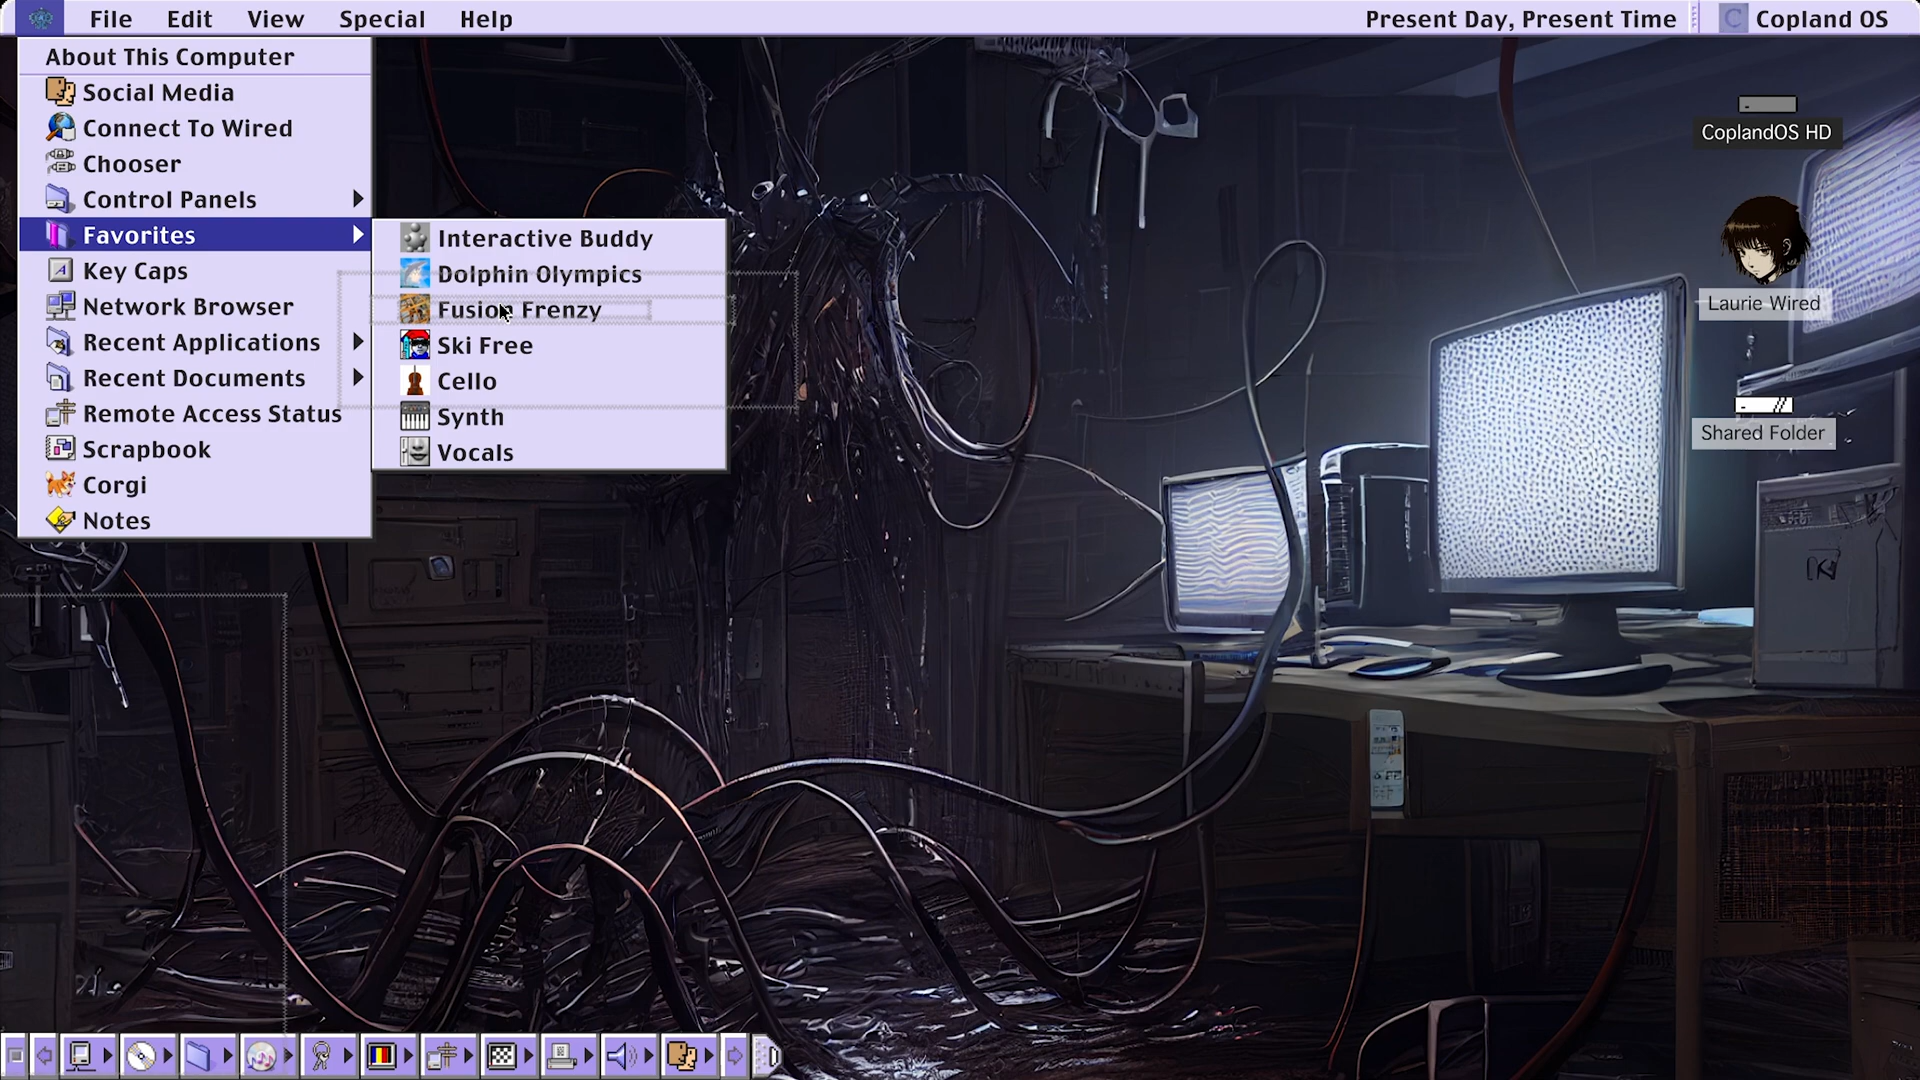 File Edit View Special Help
Present Day, Present Time
C Copland OS
About This Computer
Social Media
Connect To Wired
Chooser
Control Panels
Favorites
Key Caps
Network Browser
Recent Applications
Recent Documents
Remote Access Status
Scrapbook
Corgi
Notes
Interactive Buddy
Dolphin Olympics
Fusion Frenzy
Ski Free
Cello
Synth
Vocals
CoplandOS HD
Laurie Wired
Shared Folder